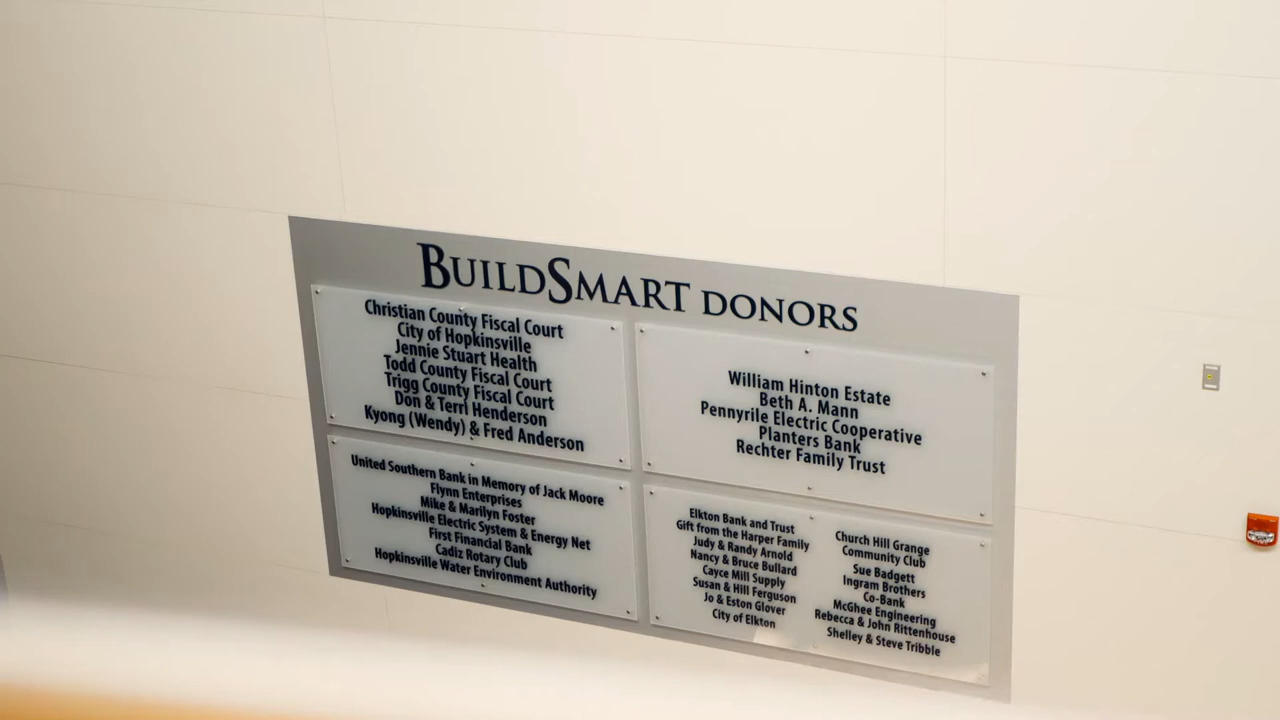 BUILDSMART DONORS
Christian County Fiscal Court
City of Hopkinsville
Jennie Stuart Health
Todd County Fiscal Court
Trigg County Fiscal Court
Don & Terri Henderson
Kyong (Wendy) & Fred Anderson
William Hinton Estate
Beth A. Mann
Pennyrile Electric Cooperative
Planters Bank
Rechter Family Trust
United Southern Bank in Memory of Jack Moore
Flynn Enterprises
Mike & Marilyn Foster
Hopkinsville Electric System & Energy Net
First Financial Bank
Cadiz Rotary Club
Hopkinsville Water Environment Authority
Elkton Bank and Trust
Gift from the Harper Family
Judy & Randy Arnold
Nancy & Bruce Bullard
Cayce Mill Supply
Susan & Hill Ferguson
Jo & Eston Glover
City of Elkton
Church Hill Grange
Community Club
Sue Badgett
Ingram Brothers
Co-Bank
McGhee Engineering
Rebecca & John Rittenhouse
Shelley & Steve Tribble